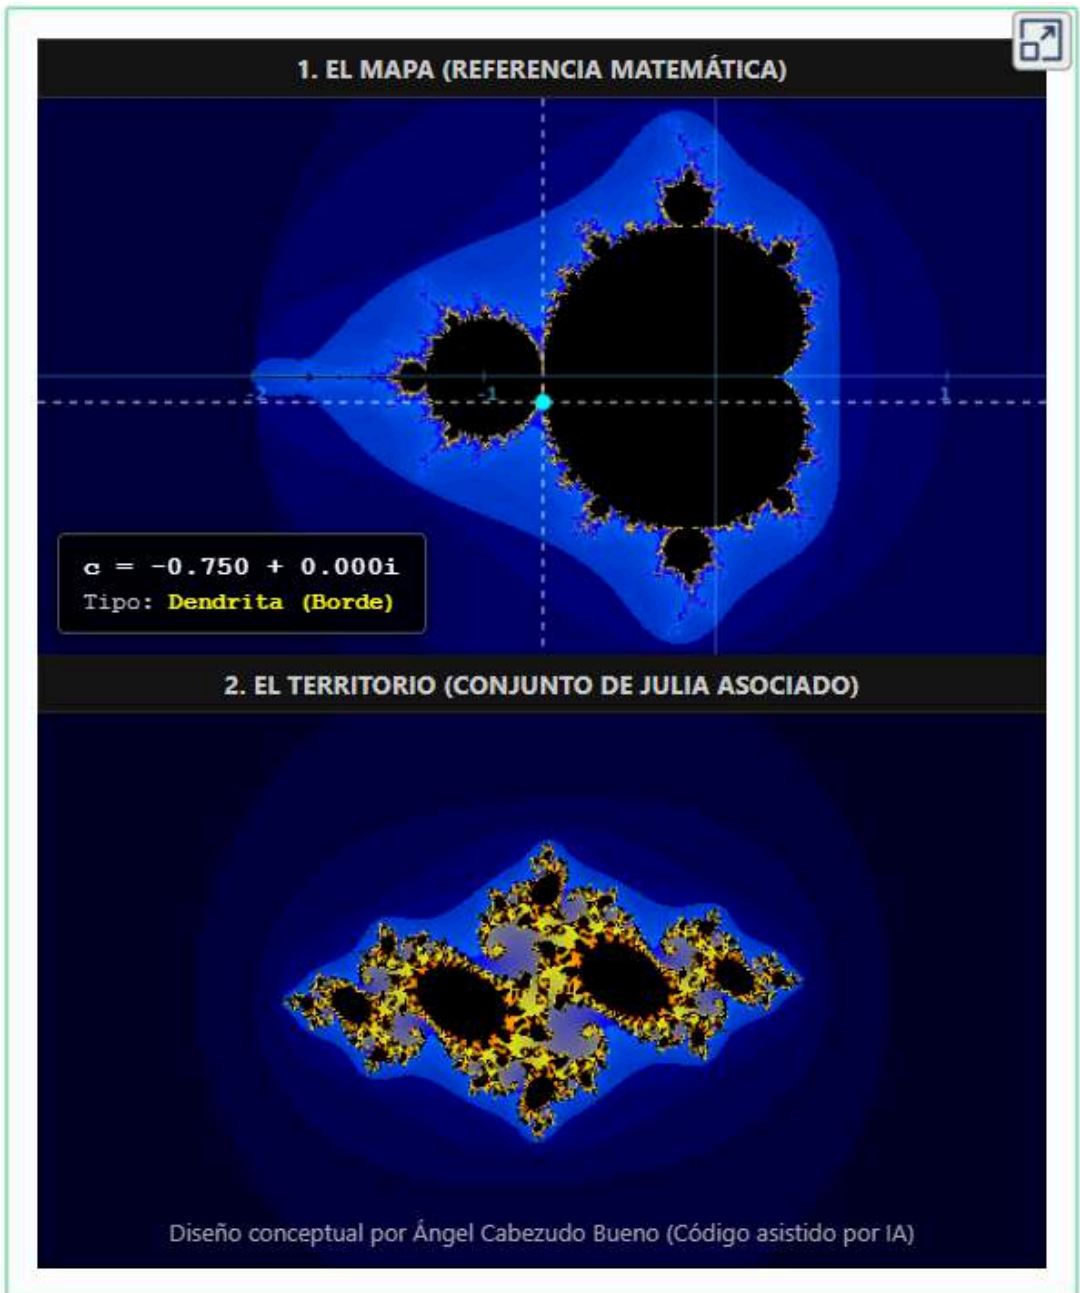 1. EL MAPA (REFERENCIA MATEMÁTICA)
-2
-1
1
c = -0.750 + 0.000i
Tipo: Dendrita (Borde)
2. EL TERRITORIO (CONJUNTO DE JULIA ASOCIADO)
Diseño conceptual por Ángel Cabezudo Bueno (Código asistido por IA)